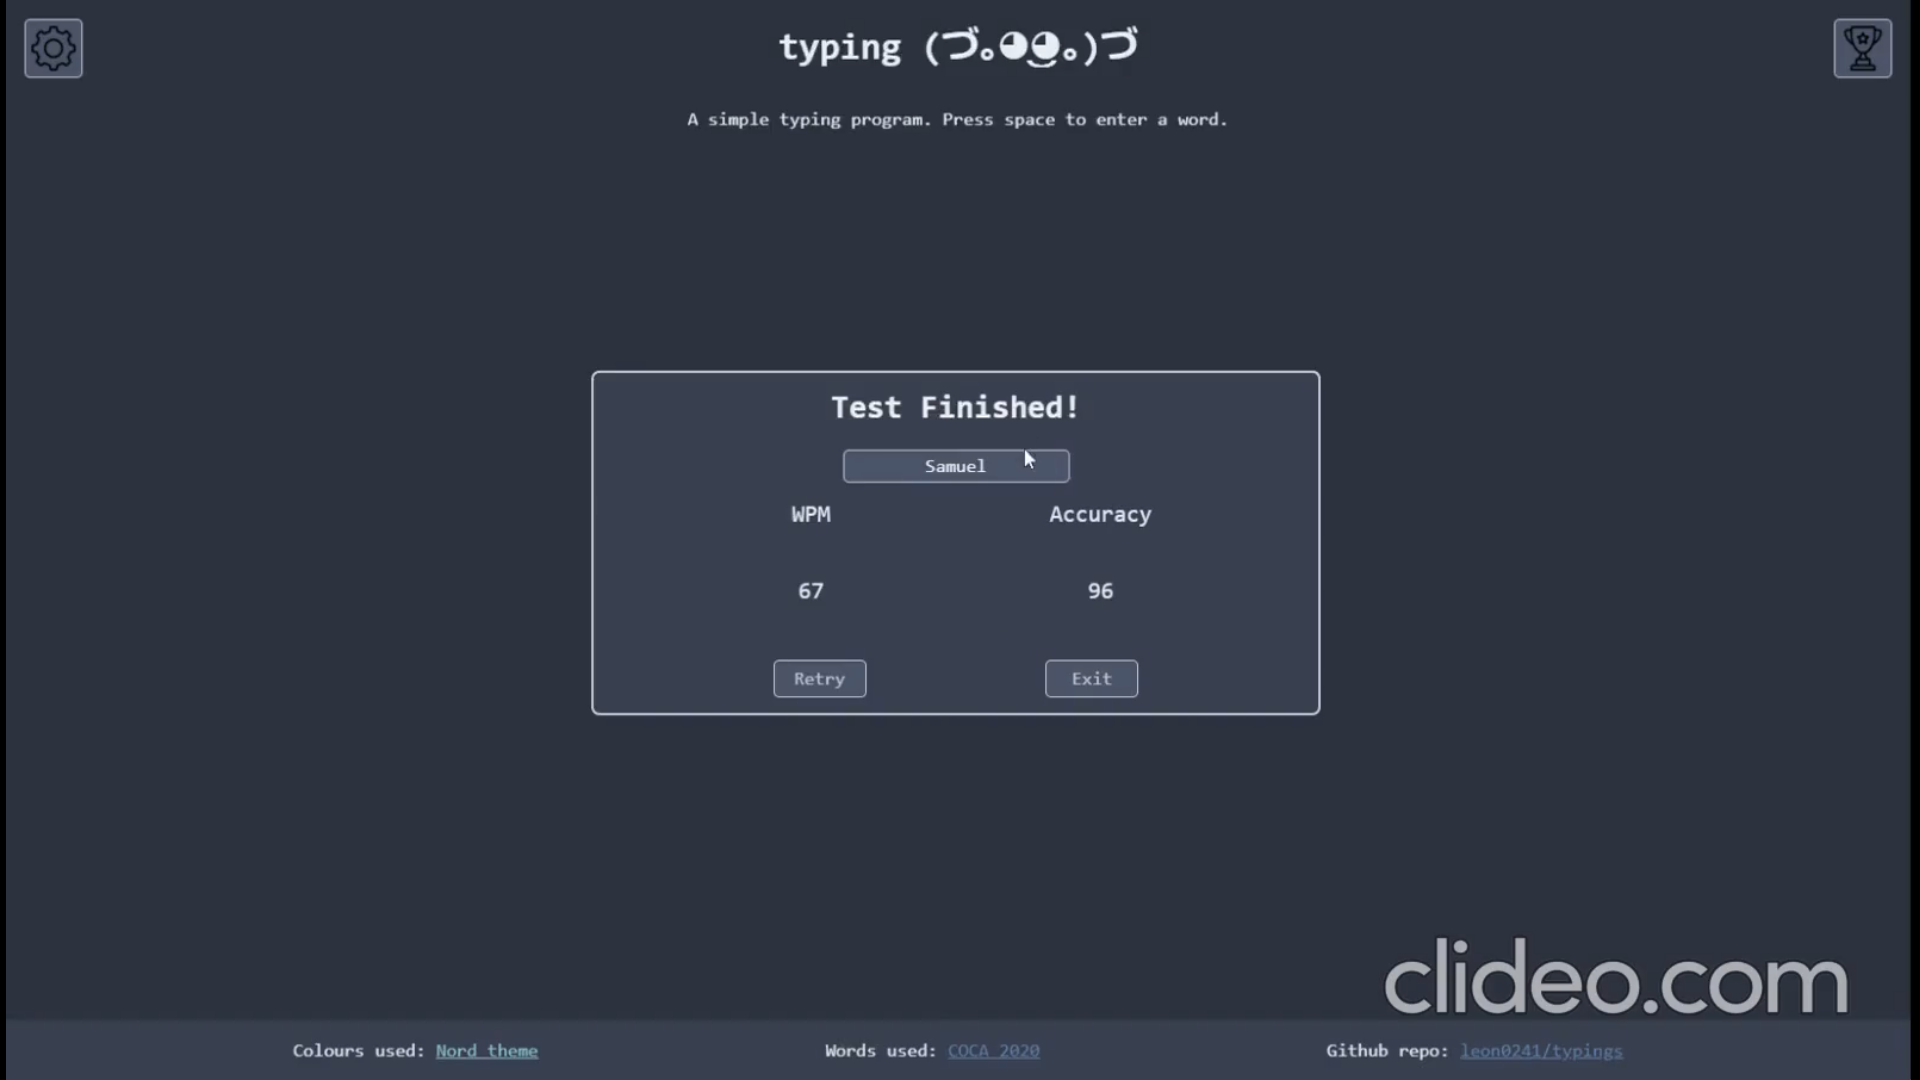 typing (づ｡◕‿◕｡)づ
A simple typing program. Press space to enter a word.
Test Finished!
Samuel
WPM Accuracy
67 96
Retry Exit
clideo.com
Colours used: Nord theme Words used: COCA 2020 Github repo: leon0241/typings